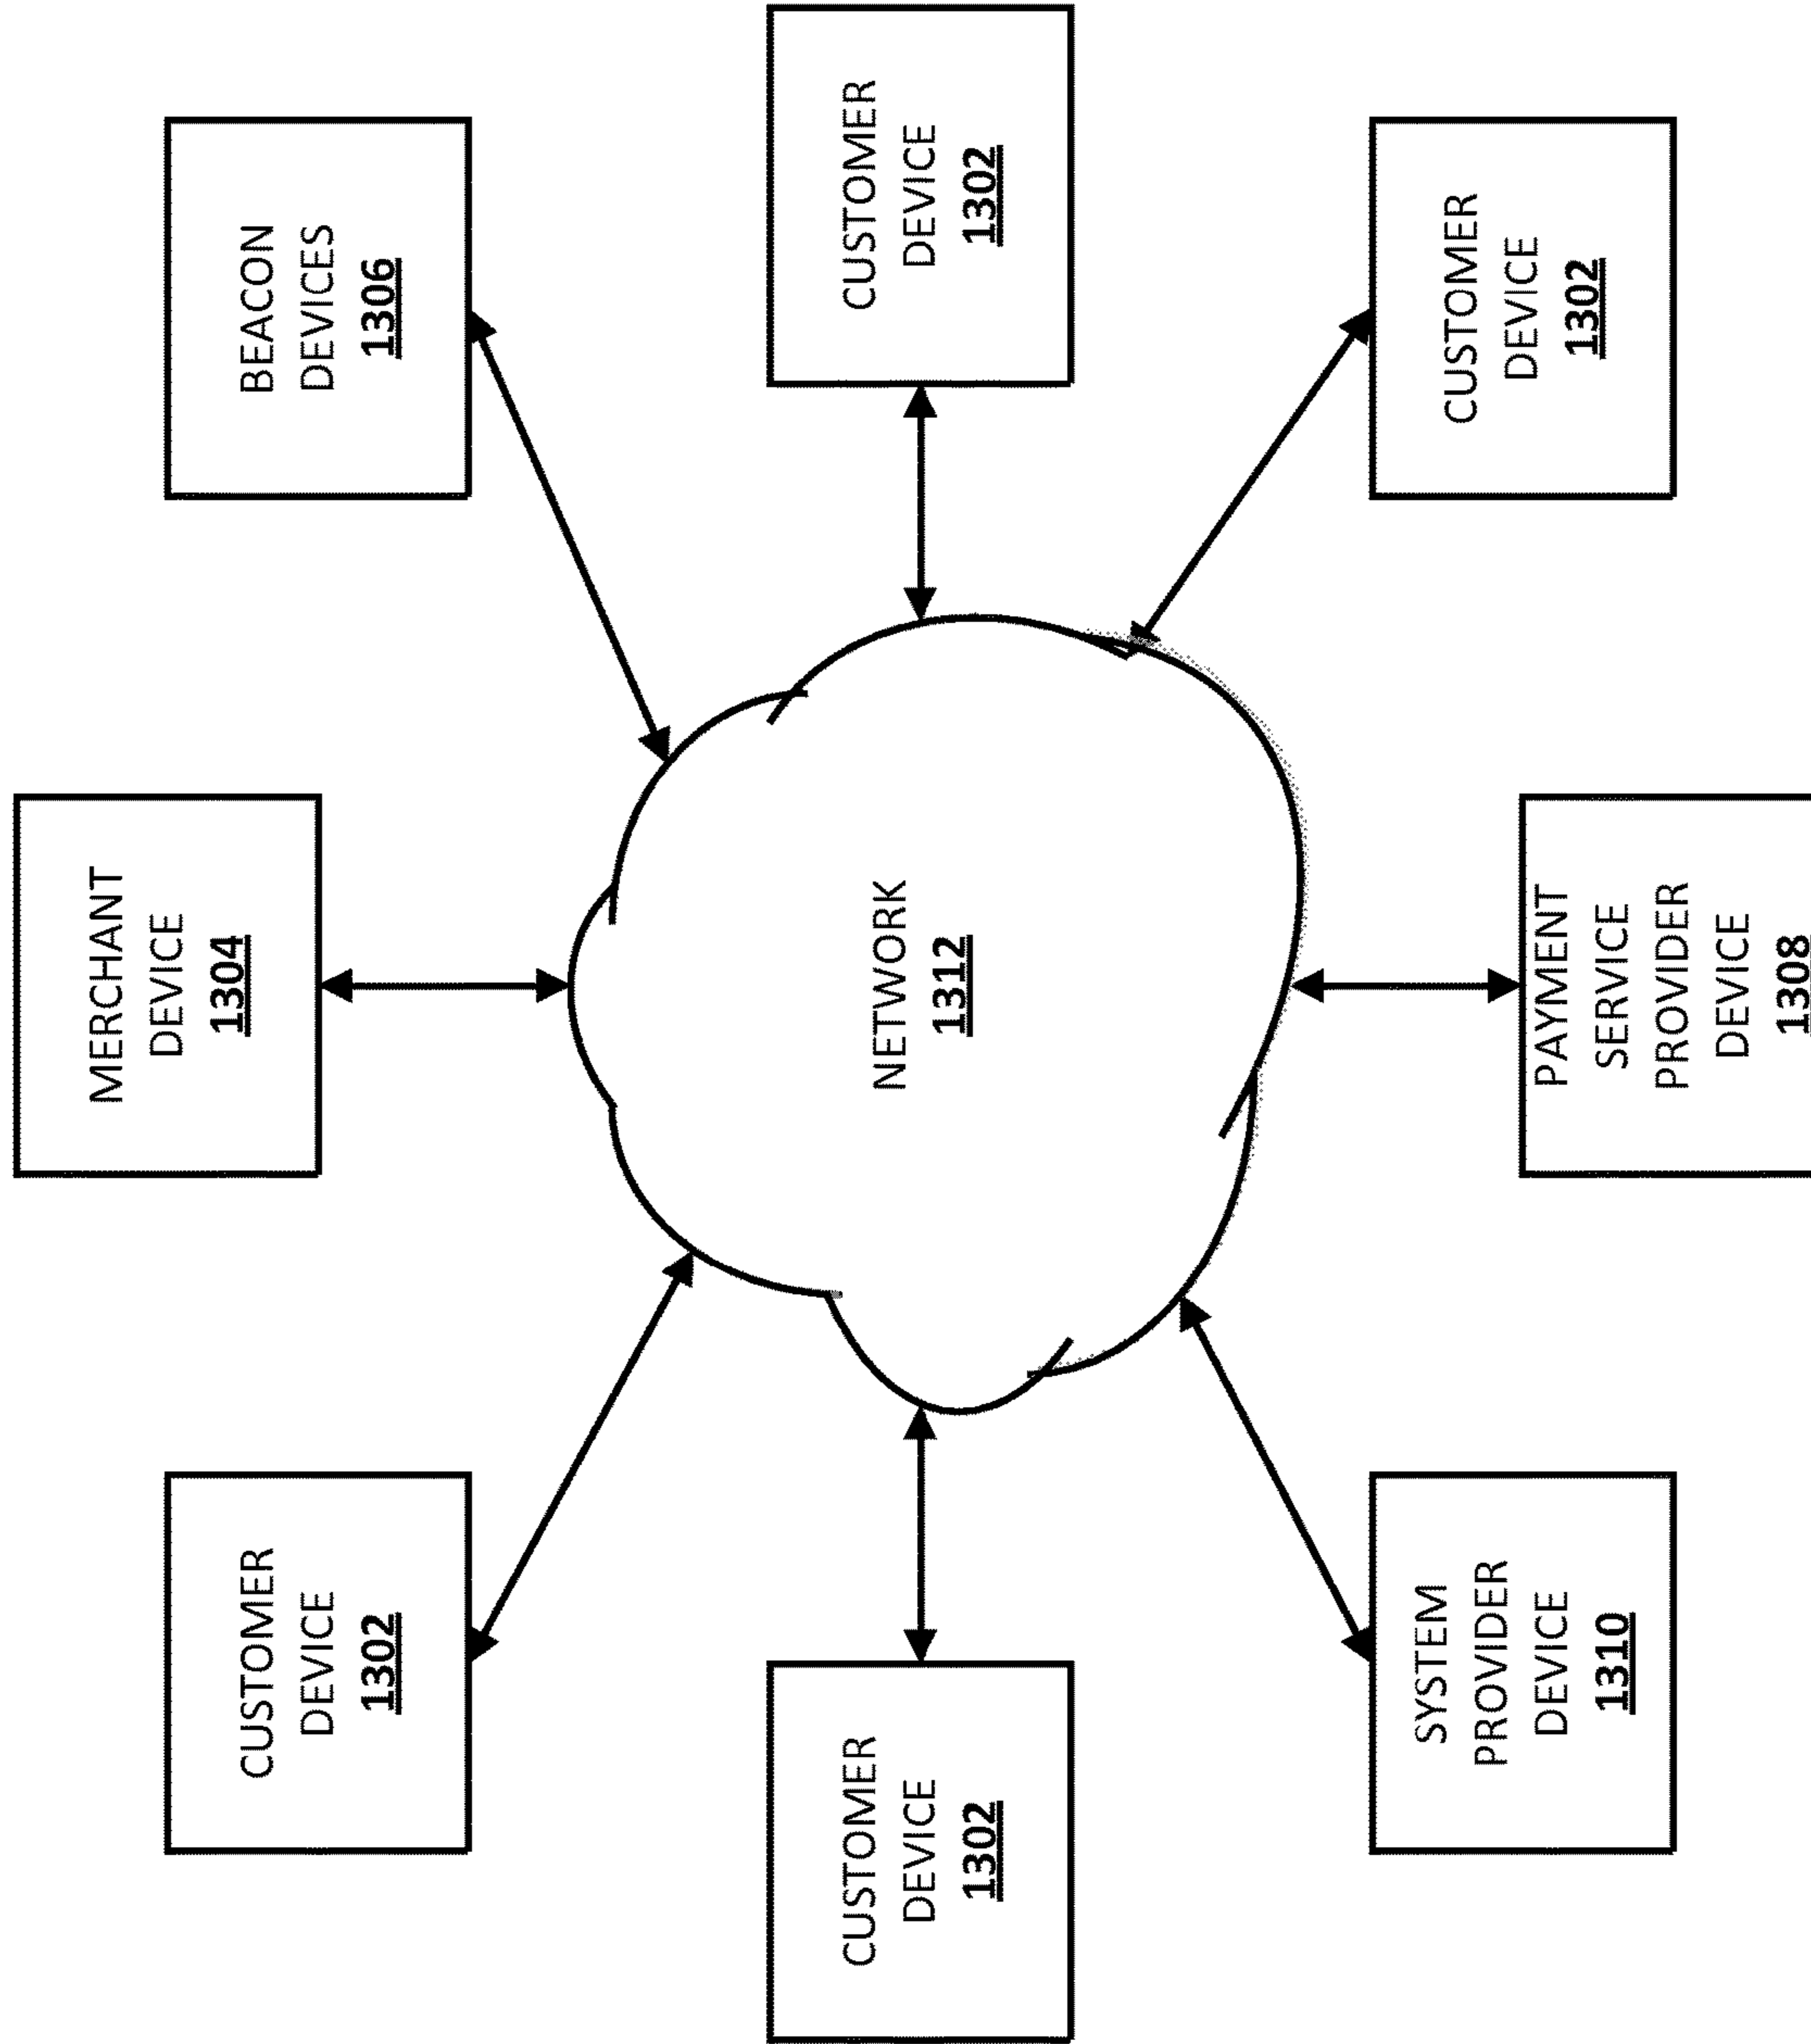 MERCHANT
DEVICE
1304
CUSTOMER
DEVICE
1302
BEACON
DEVICES
1306
CUSTOMER
DEVICE
1302
NETWORK
1312
CUSTOMER
DEVICE
1302
SYSTEM
PROVIDER
DEVICE
1310
CUSTOMER
DEVICE
1302
PAYMENT
SERVICE
PROVIDER
DEVICE
1308